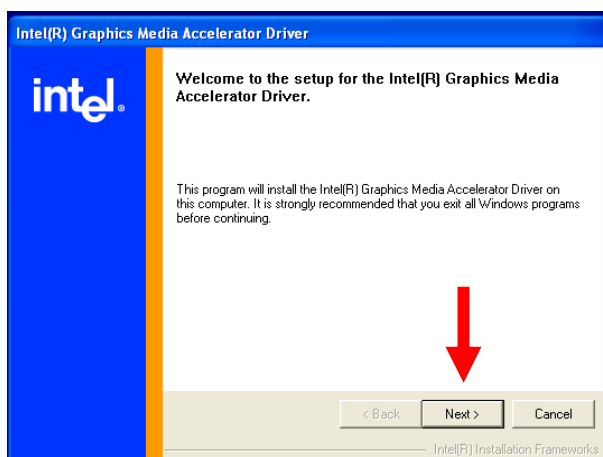 Intel(R) Graphics Media Accelerator Driver
intel®
Welcome to the setup for the Intel(R) Graphics Media
Accelerator Driver.
This program will install the Intel(R) Graphics Media Accelerator Driver on
this computer. It is strongly recommended that you exit all Windows programs
before continuing.
< Back
Next >
Cancel
Intel(R) Installation Frameworks